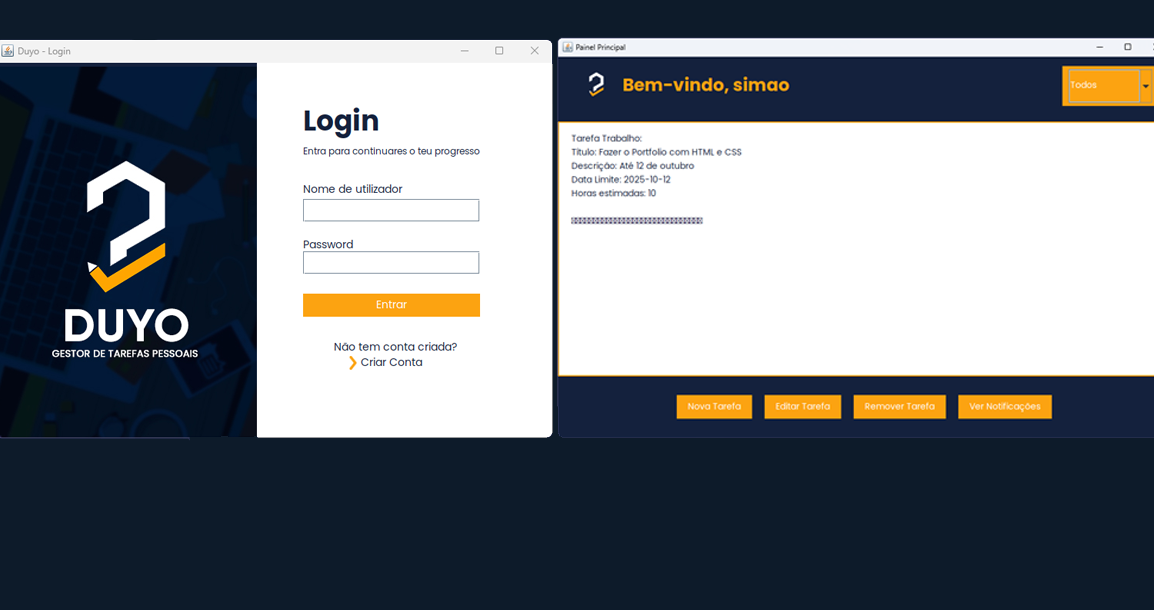 Duyo - Login
DUYO
GESTOR DE TAREFAS PESSOAIS
Login
Entra para continuares o teu progresso
Nome de utilizador
Password
Entrar
Não tem conta criada?
Criar Conta
Painel Principal
Bem-vindo, simao
Todos
Tarefa Trabalho:
Título: Fazer o Portfolio com HTML e CSS
Descrição: Até 12 de outubro
Data Limite: 2025-10-12
Horas estimadas: 10
Nova Tarefa
Editar Tarefa
Remover Tarefa
Ver Notificações